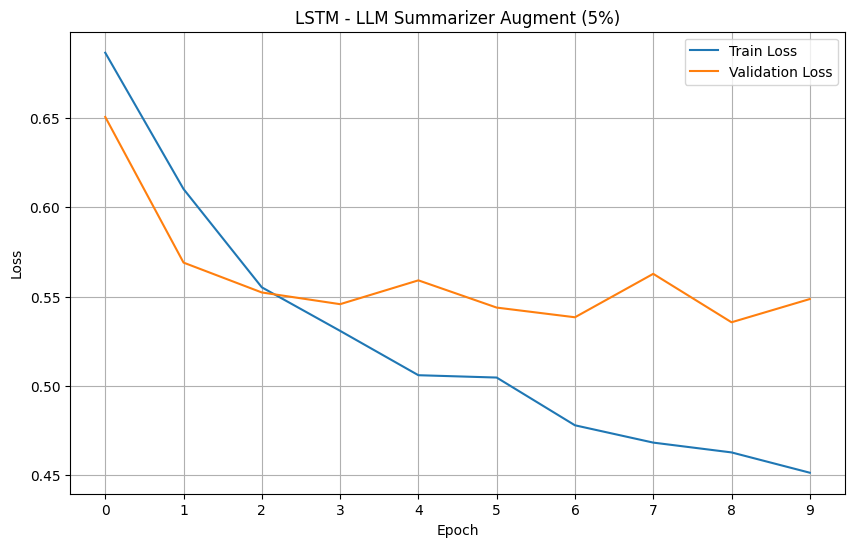 LSTM - LLM Summarizer Augment (5%)
Train Loss
Validation Loss
0.65
0.60
0.55
0.50
0.45
Loss
0 1 2 3 4 5 6 7 8 9
Epoch